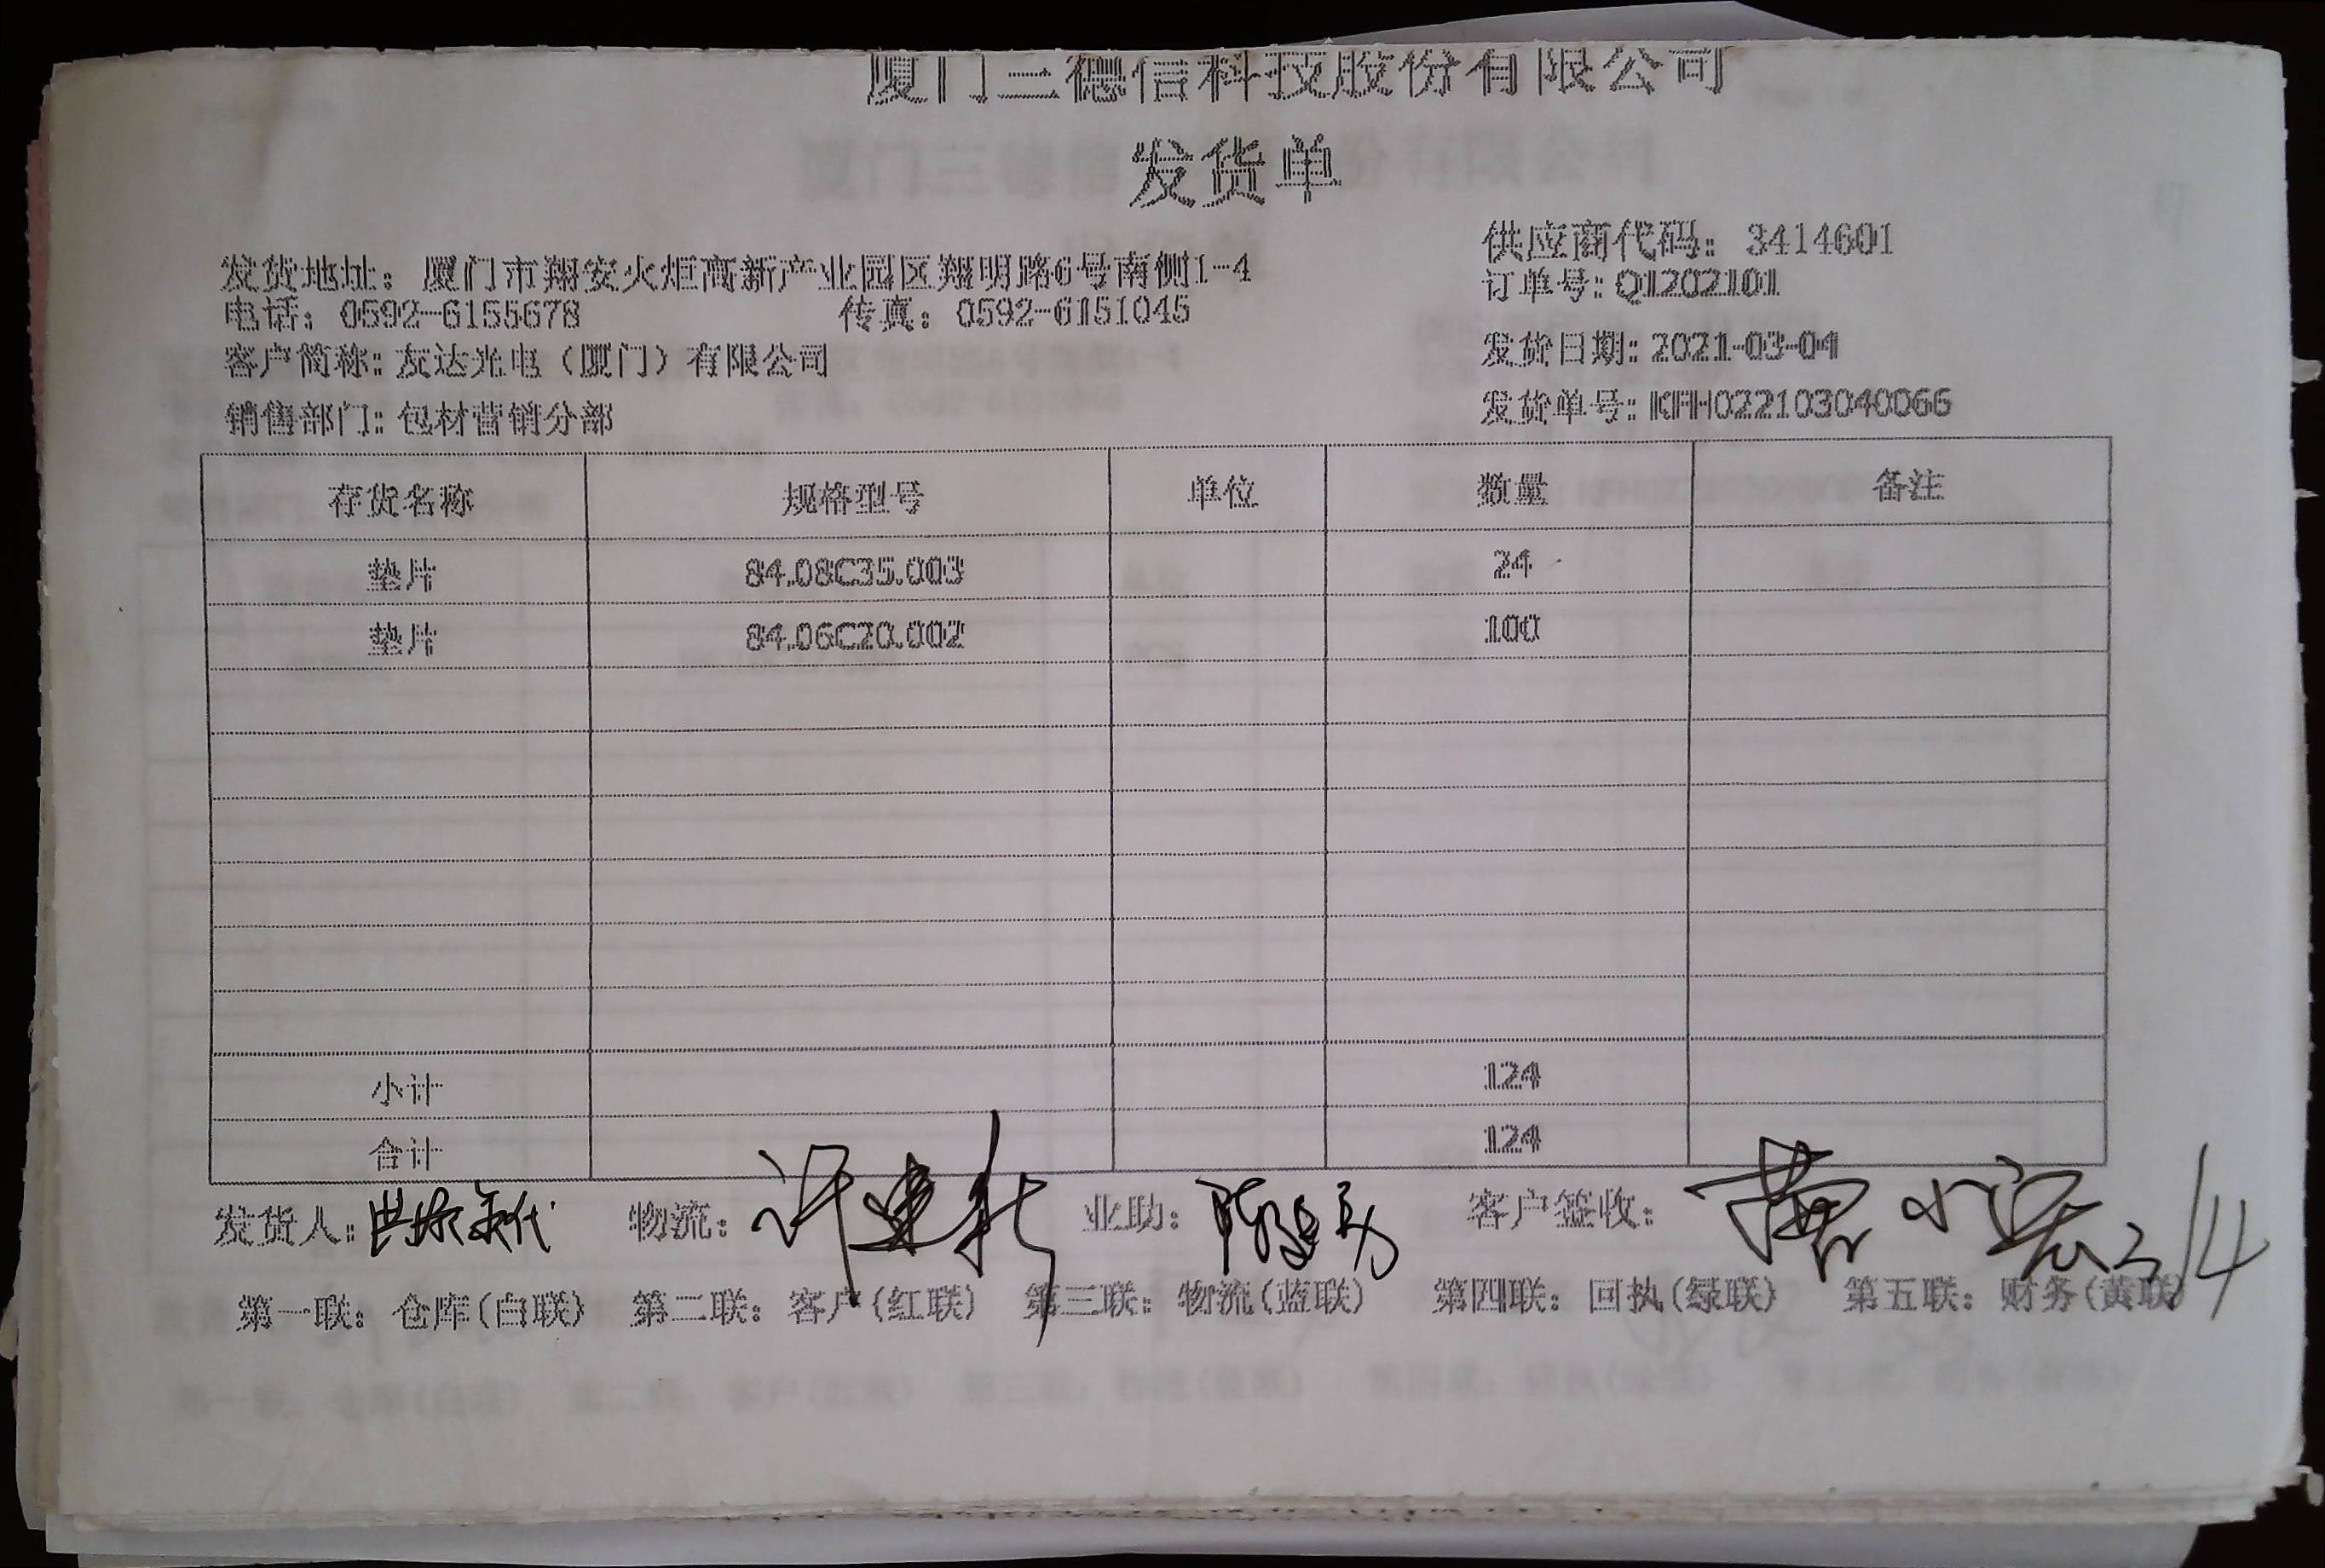 厦门三德信科技股份有限公司
发货单
供应商代码: 3414601
发货地址: 厦门市翔安火炬高新产业园区翔明路6号南侧1-4
订单号: Q1202101
电话: 0592-6155678 传真: 0592-6151045
发货日期: 2021-03-04
客户简称: 友达光电（厦门）有限公司
发货单号: KFH022103040066
销售部门: 包材营销分部
存货名称 规格型号 单位 数量 备注
垫片 84.08C35.003 24
垫片 84.06C20.002 100
小计 124
合计 124
发货人: 物流: 业助: 客户签收: 3/4
第一联: 仓库(白联) 第二联: 客户(红联) 第三联: 物流(蓝联) 第四联: 回执(绿联) 第五联: 财务(黄联)